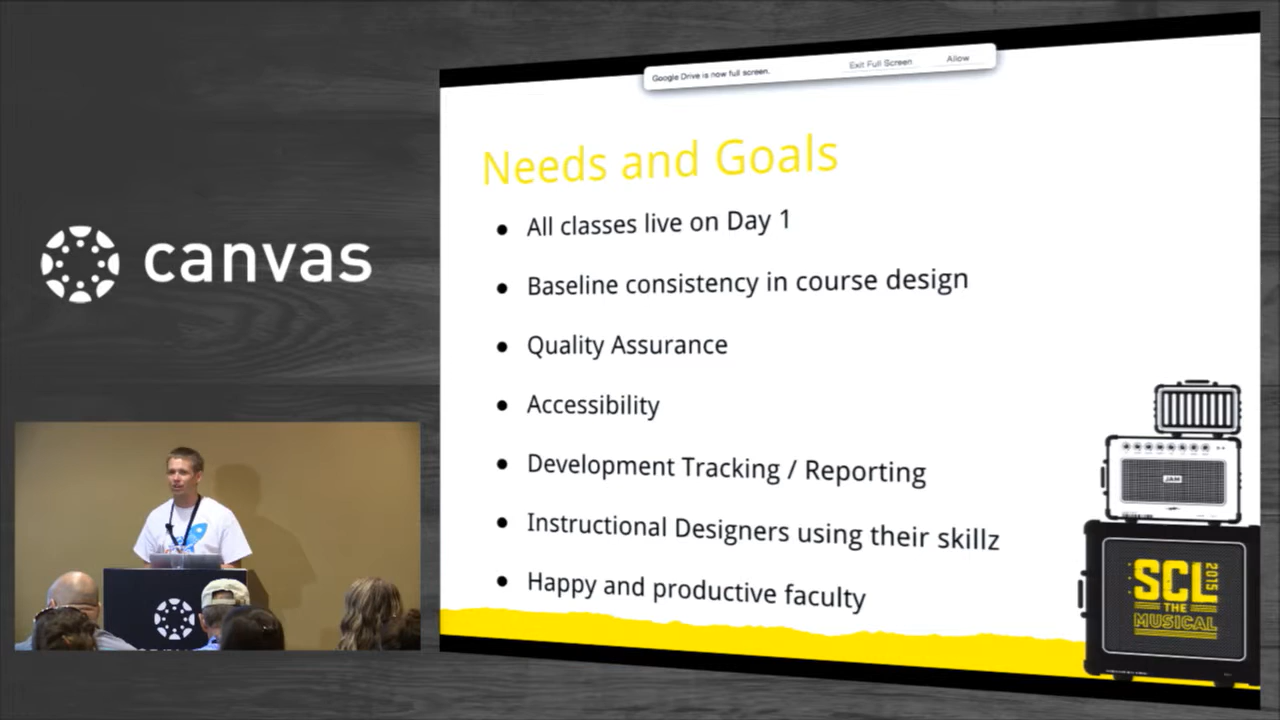 Google Drive is now full screen.
Exit Full Screen
Allow
canvas
Needs and Goals
• All classes live on Day 1
• Baseline consistency in course design
• Quality Assurance
• Accessibility
• Development Tracking / Reporting
• Instructional Designers using their skillz
• Happy and productive faculty
JAM
SCL
2015
THE
MUSICAL